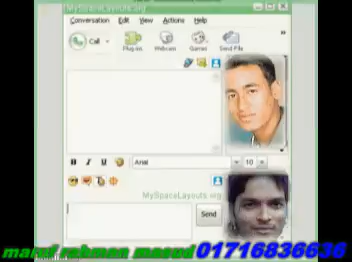 MySpaceLayouts.org
Conversation Edit View Actions Help
Call
Plug-ins Webcam Games Send File
B I U Arial 10
MySpaceLayouts.org
Send
maruf rahman masud 01716836636